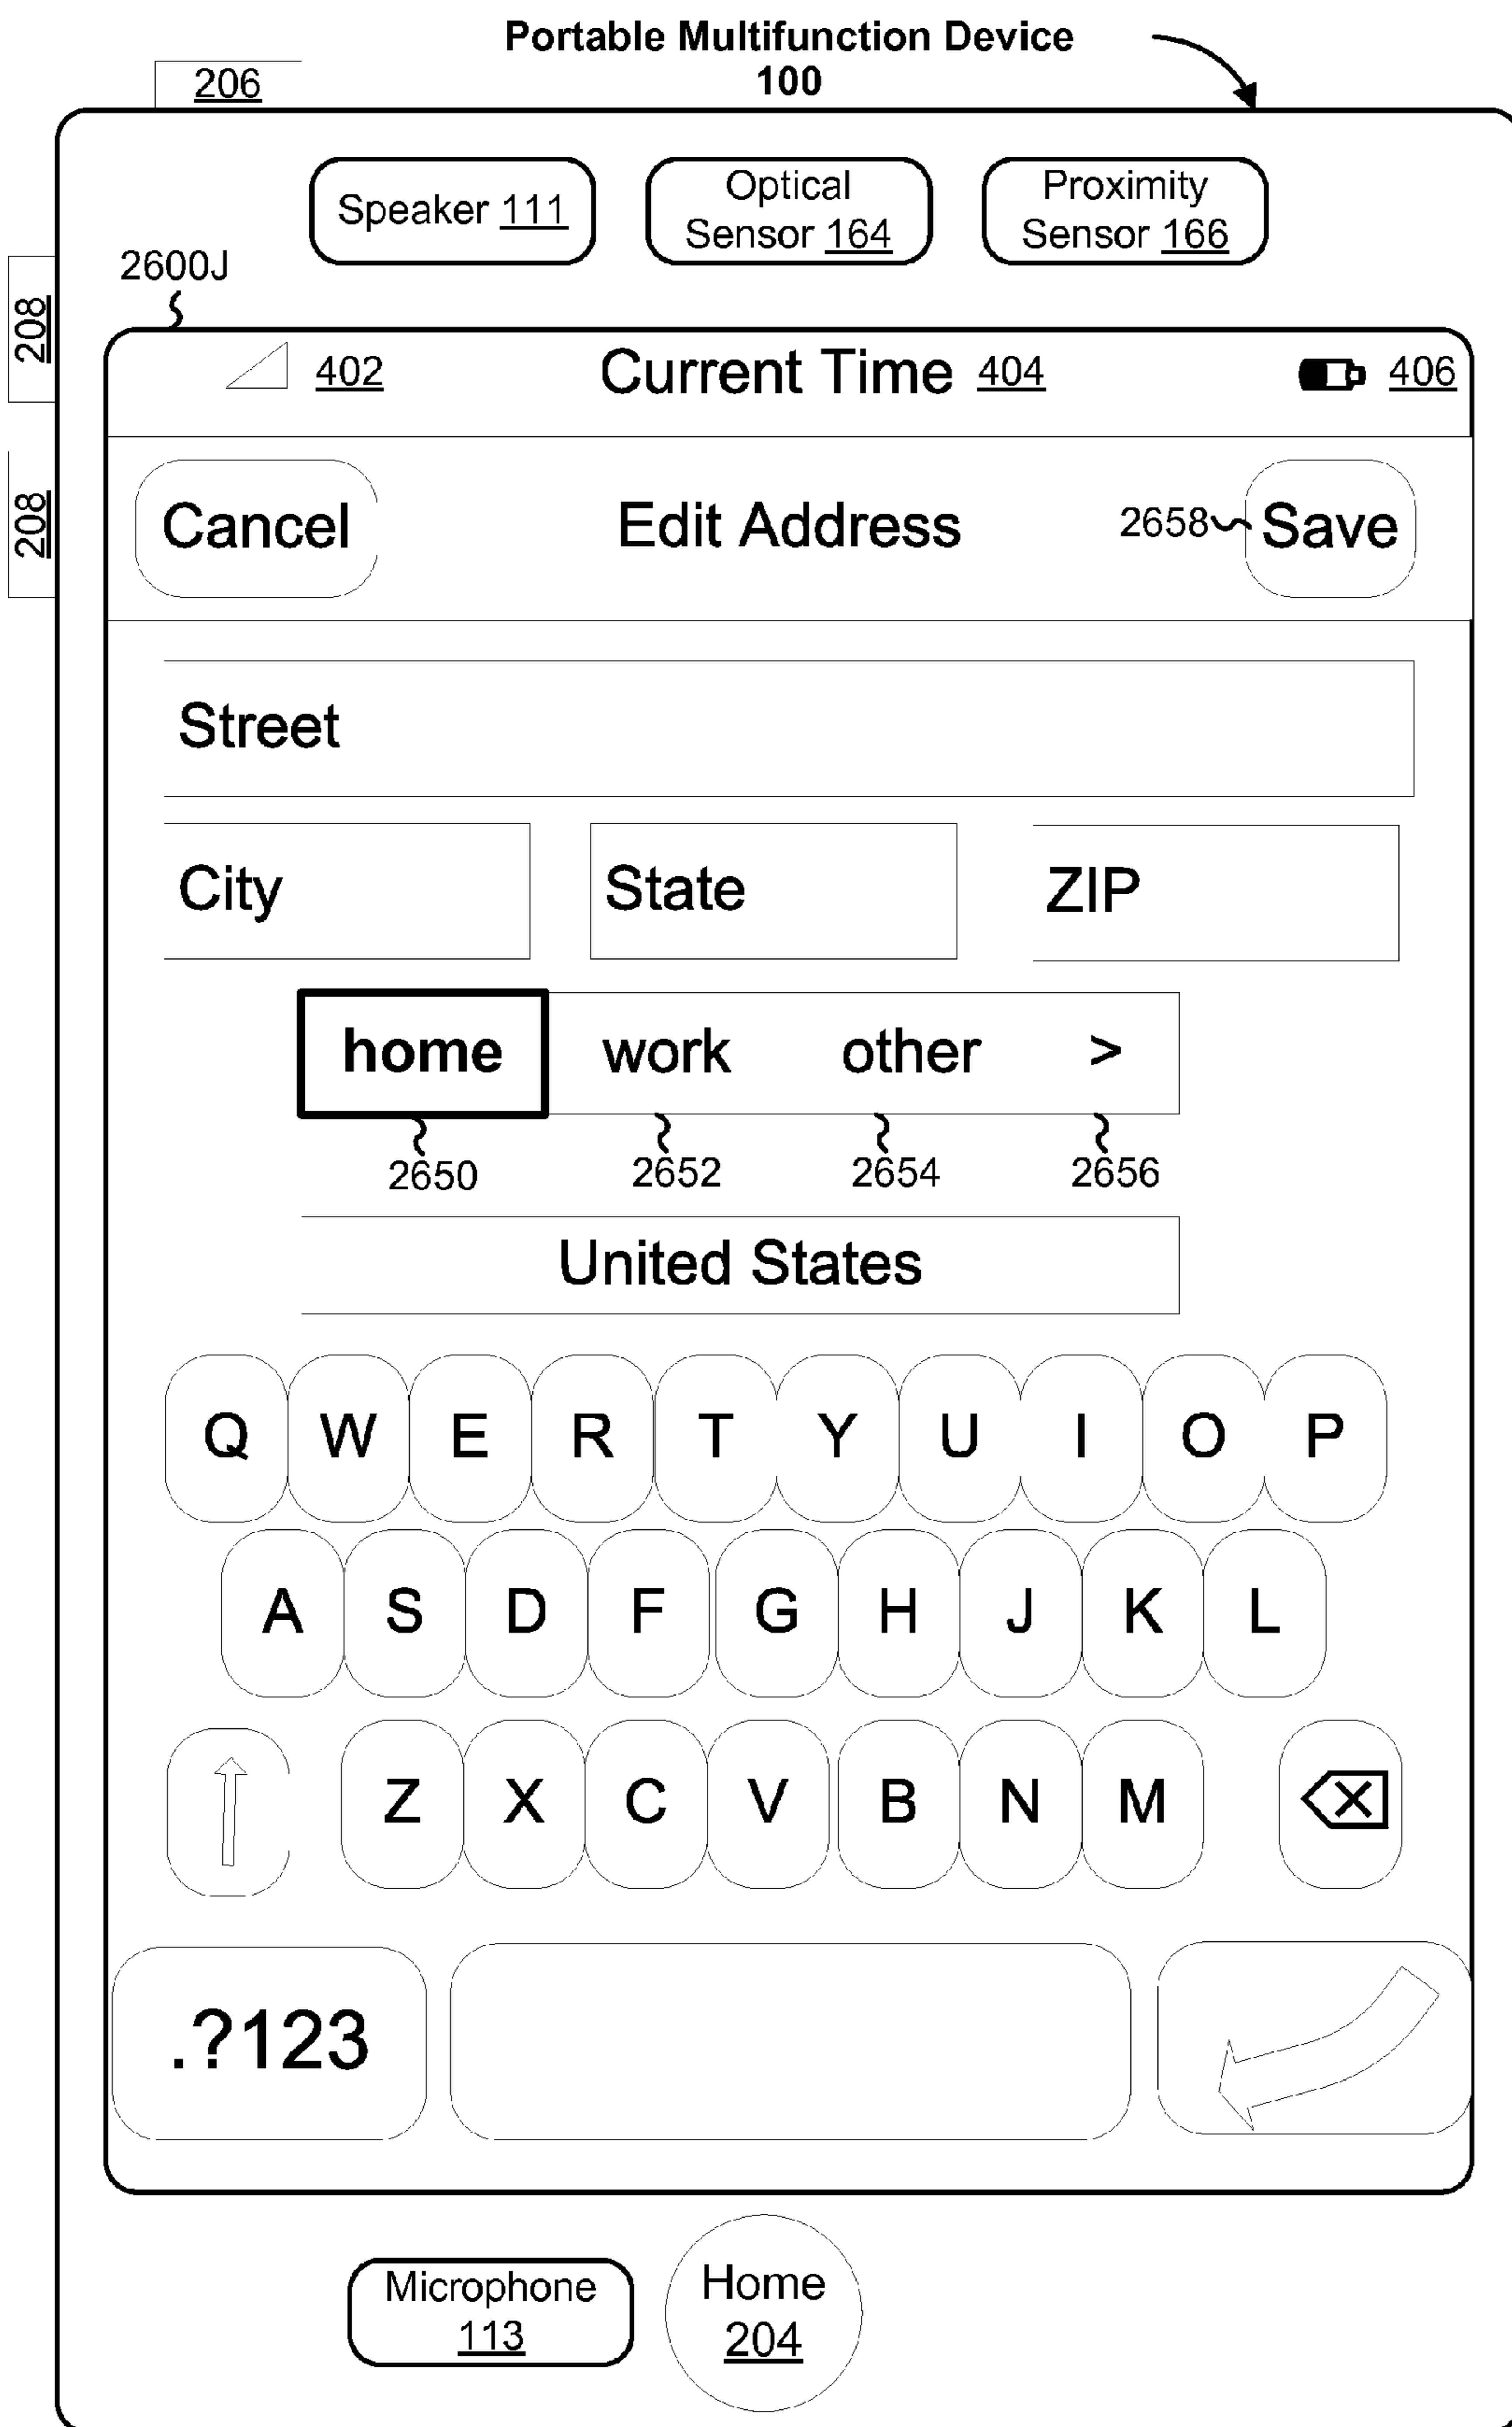 Portable Multifunction Device
100
206
Speaker 111
Optical
Sensor 164
Proximity
Sensor 166
2600J
208
402
Current Time 404
406
208
Cancel
Edit Address
2658
Save
Street
City
State
ZIP
home
work
other
>
2650
2652
2654
2656
United States
Q W E R T Y U I O P
A S D F G H J K L
Z X C V B N M
.?123
Microphone
113
Home
204